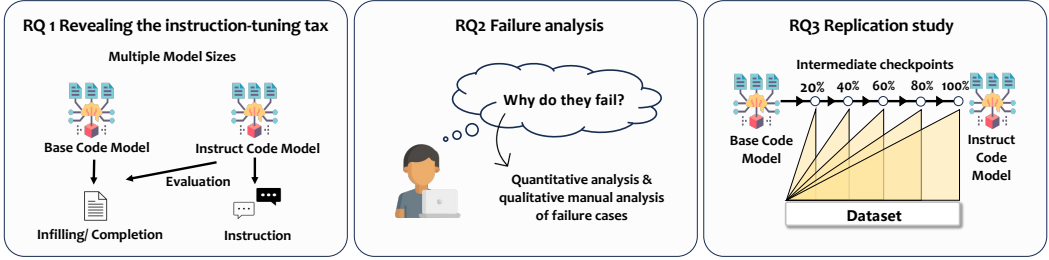 RQ 1 Revealing the instruction-tuning tax
Multiple Model Sizes
Base Code Model
Instruct Code Model
Evaluation
Infilling/ Completion
Instruction
RQ2 Failure analysis
Why do they fail?
Quantitative analysis &
qualitative manual analysis
of failure cases
RQ3 Replication study
Intermediate checkpoints
20% 40% 60% 80% 100%
Base Code
Model
Instruct
Code
Model
Dataset